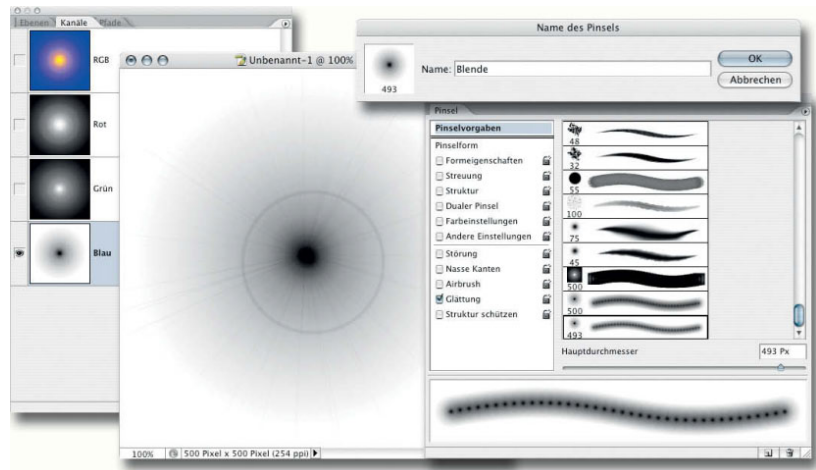 Ebenen Kanäle Pfade
RGB
Rot
Grün
Blau
Unbenannt-1 @ 100%
100% 500 Pixel x 500 Pixel (254 ppi)
Name des Pinsels
493
Name: Blende
OK
Abbrechen
Pinsel
Pinselvorgaben
Pinselform
Formeigenschaften
Streuung
Struktur
Dualer Pinsel
Farbeinstellungen
Andere Einstellungen
Störung
Nasse Kanten
Airbrush
Glättung
Struktur schützen
48
32
55
100
75
45
500
500
493
Hauptdurchmesser 493 Px